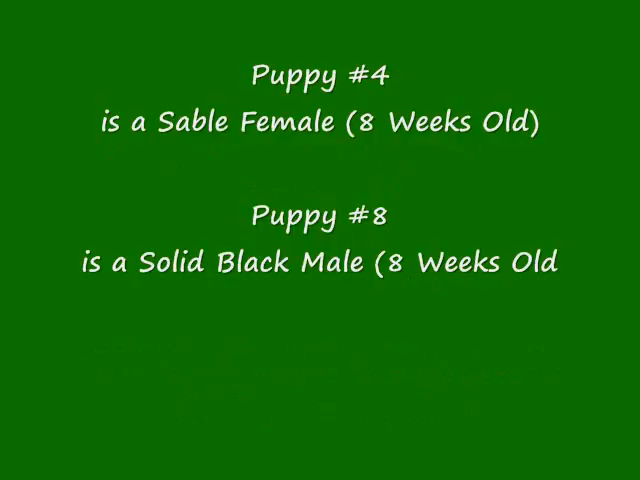 Puppy #4
is a Sable Female (8 Weeks Old)
Puppy #8
is a Solid Black Male (8 Weeks Old